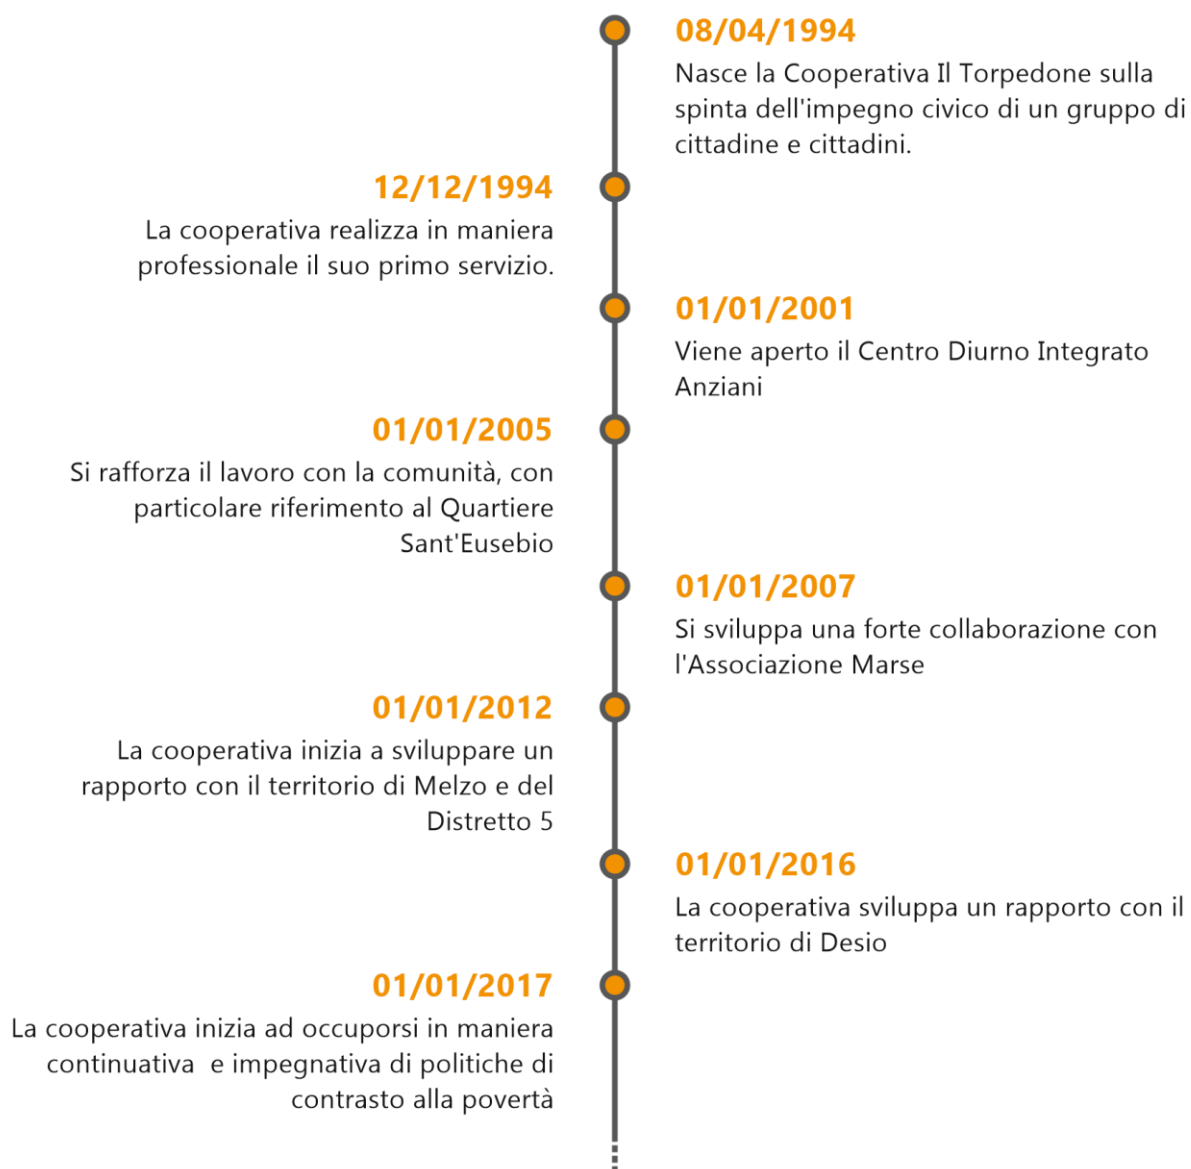 08/04/1994
Nasce la Cooperativa Il Torpedone sulla
spinta dell'impegno civico di un gruppo di
cittadine e cittadini.
12/12/1994
La cooperativa realizza in maniera
professionale il suo primo servizio.
01/01/2001
Viene aperto il Centro Diurno Integrato
Anziani
01/01/2005
Si rafforza il lavoro con la comunità, con
particolare riferimento al Quartiere
Sant'Eusebio
01/01/2007
Si sviluppa una forte collaborazione con
l'Associazione Marse
01/01/2012
La cooperativa inizia a sviluppare un
rapporto con il territorio di Melzo e del
Distretto 5
01/01/2016
La cooperativa sviluppa un rapporto con il
territorio di Desio
01/01/2017
La cooperativa inizia ad occuporsi in maniera
continuativa  e impegnativa di politiche di
contrasto alla povertà